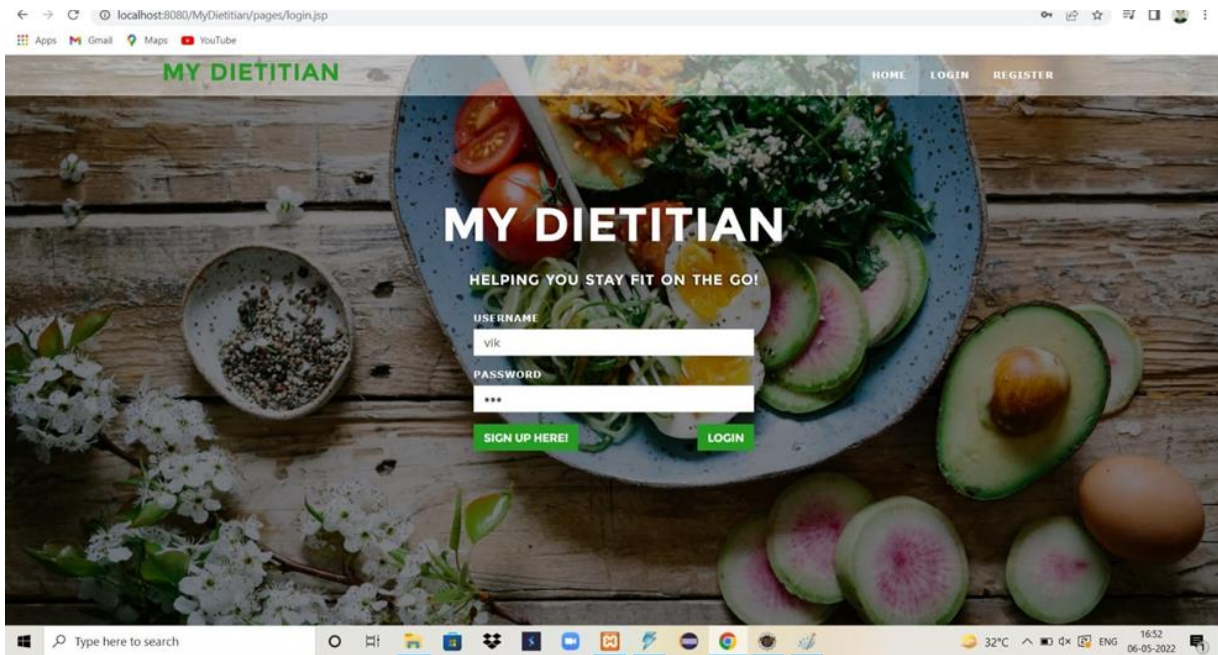 localhost:8080/MyDietitian/pages/login.jsp
Apps Gmail Maps YouTube
MY DIETITIAN HOME LOGIN REGISTER
MY DIETITIAN
HELPING YOU STAY FIT ON THE GO!
USERNAME
vik
PASSWORD
•••
SIGN UP HERE! LOGIN
Type here to search 32°C ENG 16:52
06-05-2022